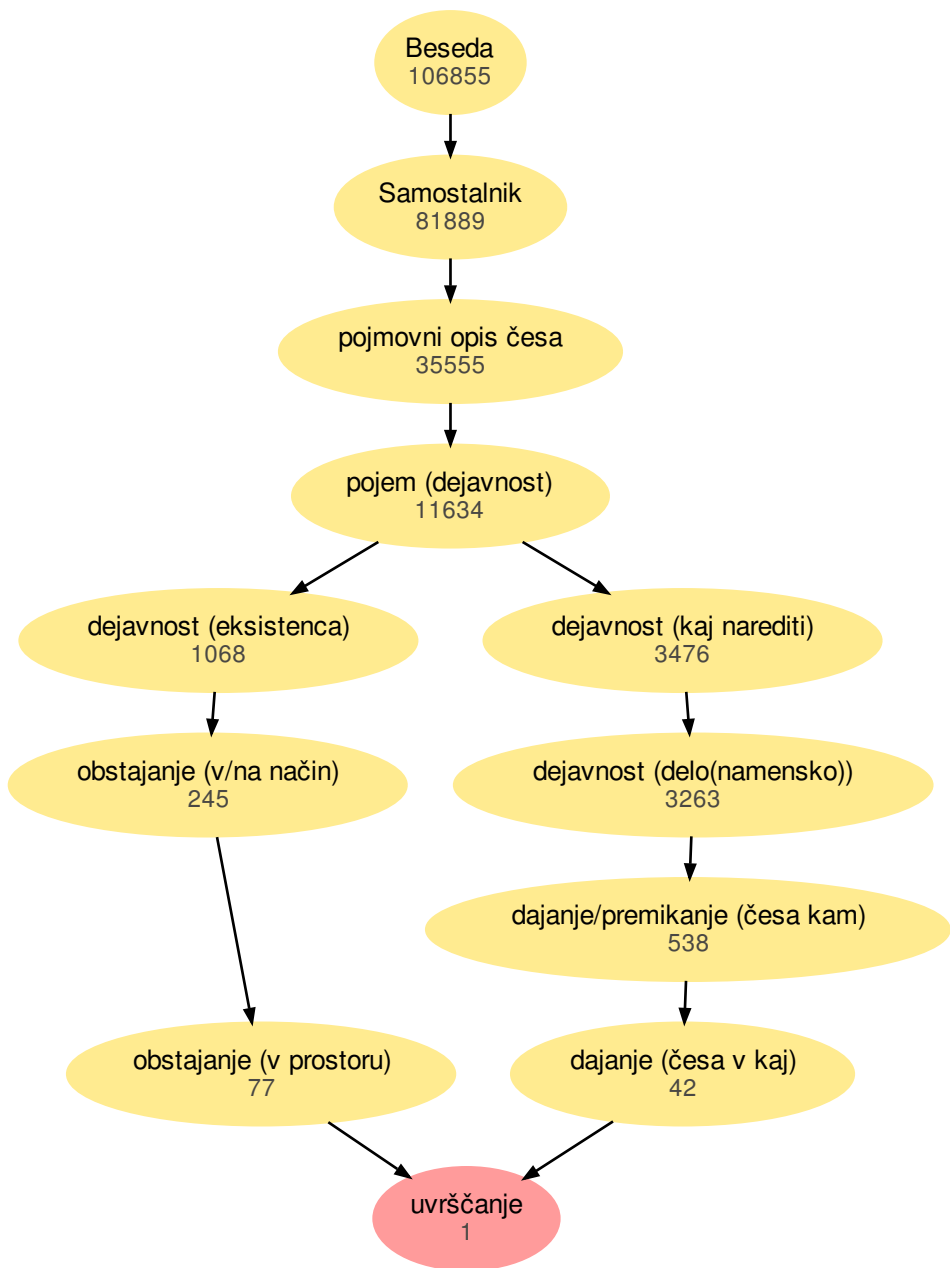 Beseda
106855
Samostalnik
81889
pojmovni opis česa
35555
pojem (dejavnost)
11634
dejavnost (eksistenca)
1068
dejavnost (kaj narediti)
3476
obstajanje (v/na način)
245
dejavnost (delo(namensko))
3263
dajanje/premikanje (česa kam)
538
obstajanje (v prostoru)
77
dajanje (česa v kaj)
42
uvrščanje
1